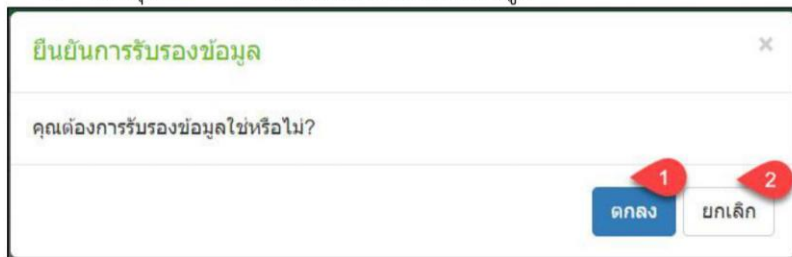 ยืนยันการรับรองข้อมูล ×
คุณต้องการรับรองข้อมูลใช่หรือไม่?
1 2
ตกลง ยกเลิก